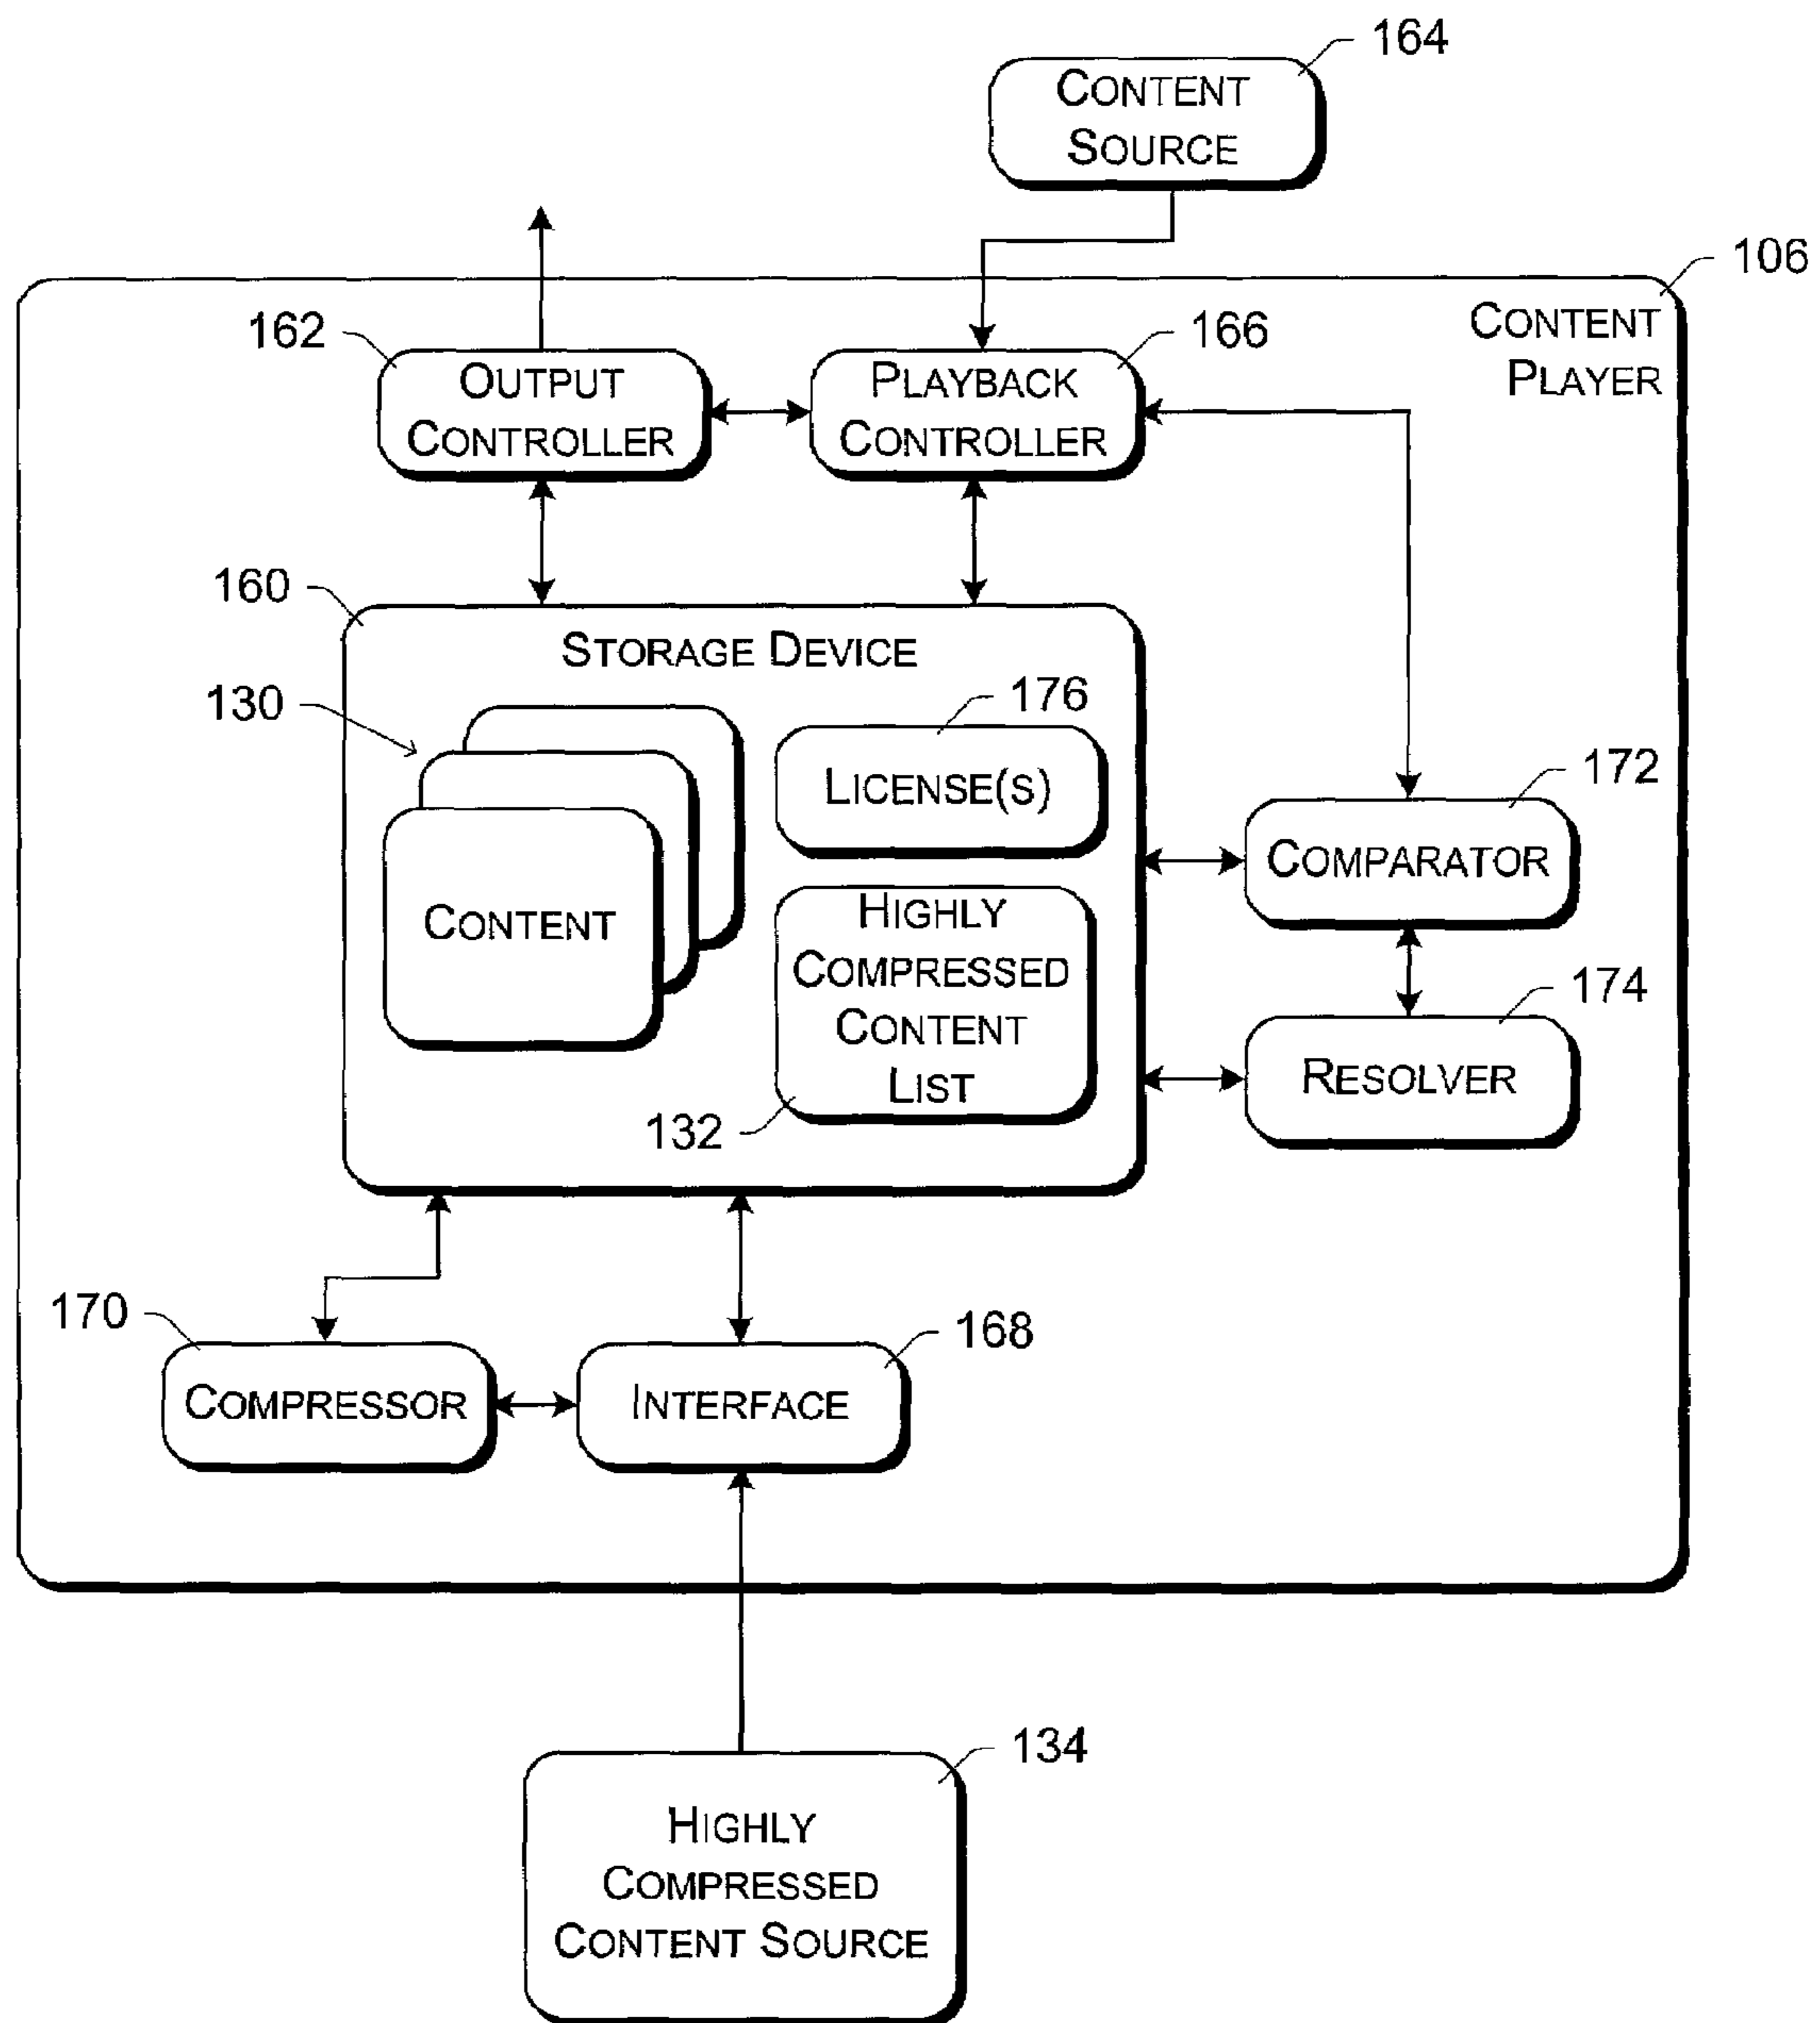 164
CONTENT
SOURCE
106
CONTENT
PLAYER
162
166
OUTPUT
CONTROLLER
PLAYBACK
CONTROLLER
160
STORAGE DEVICE
130
176
LICENSE(S)
172
COMPARATOR
CONTENT
HIGHLY
COMPRESSED
CONTENT
LIST
132
174
RESOLVER
170
168
COMPRESSOR
INTERFACE
134
HIGHLY
COMPRESSED
CONTENT SOURCE